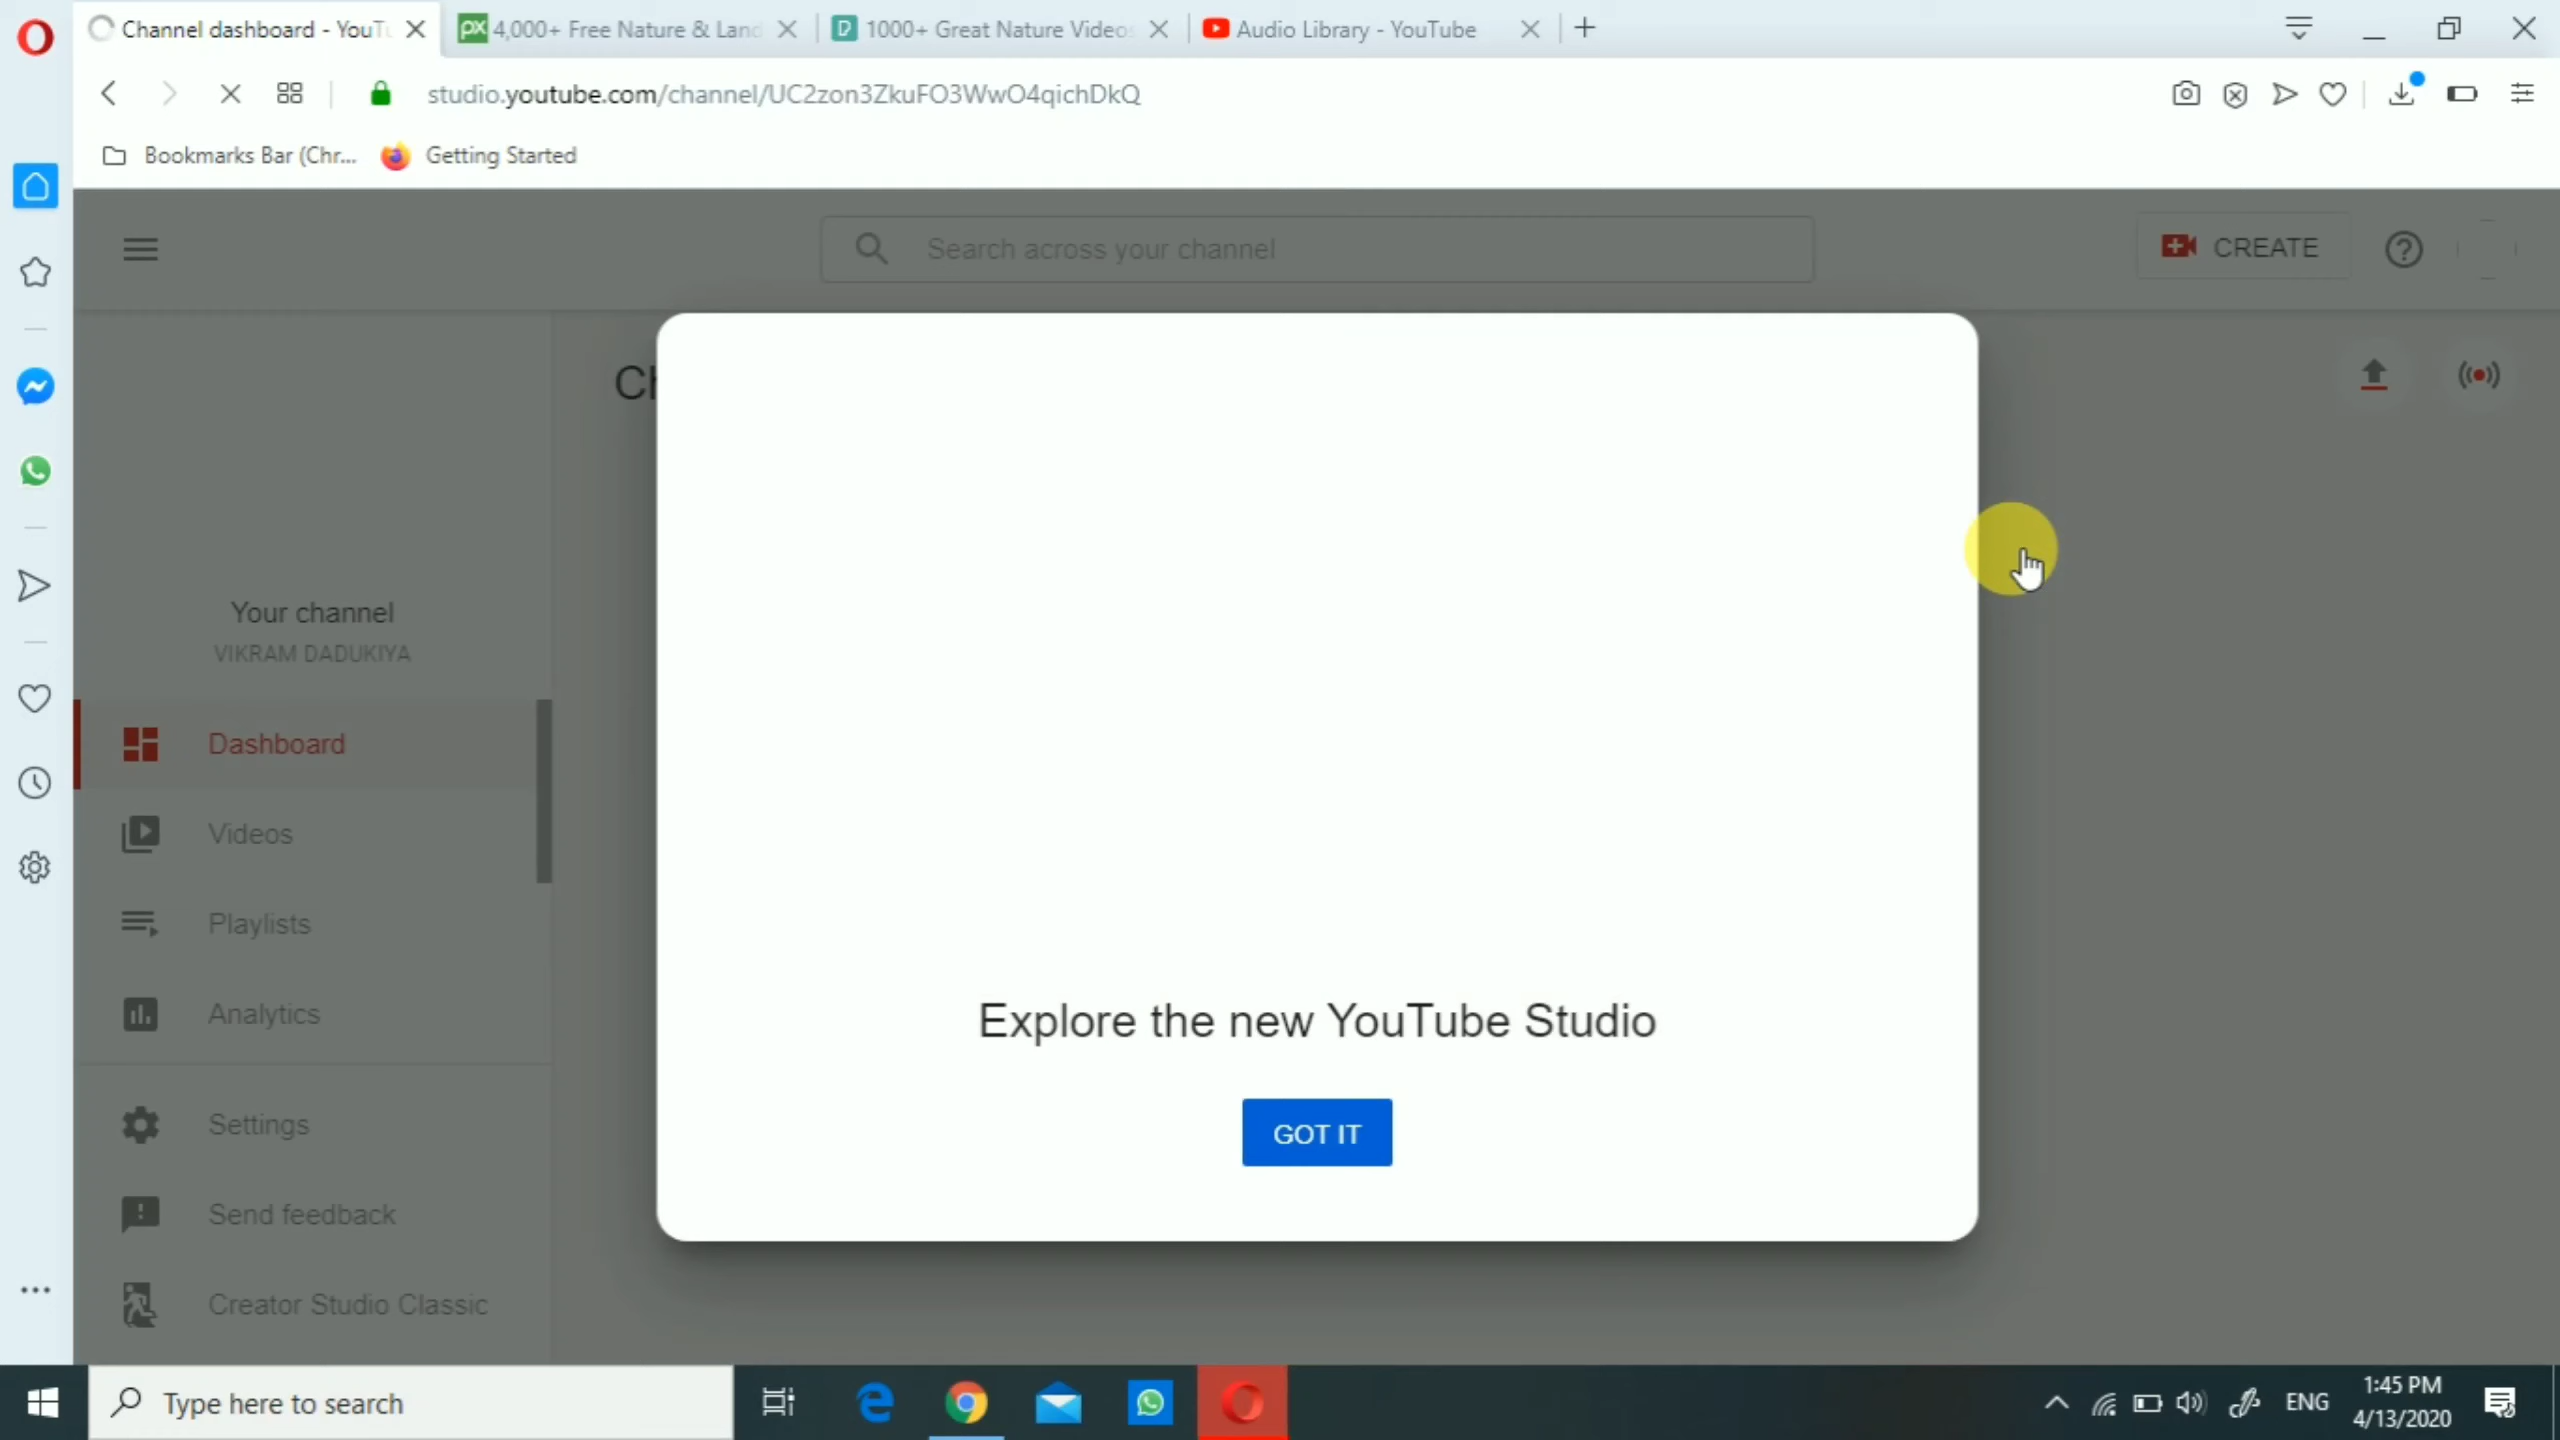 Channel dashboard - YouTu
4,000+ Free Nature & Land
1000+ Great Nature Videos
Audio Library - YouTube
studio.youtube.com/channel/UC2zon3ZkuFO3WwO4qichDkQ
Bookmarks Bar (Chr...
Getting Started
Search across your channel
CREATE
Ch
Your channel
VIKRAM DADUKIYA
Dashboard
Videos
Playlists
Analytics
Settings
Send feedback
Creator Studio Classic
Explore the new YouTube Studio
GOT IT
Type here to search
ENG
1:45 PM
4/13/2020